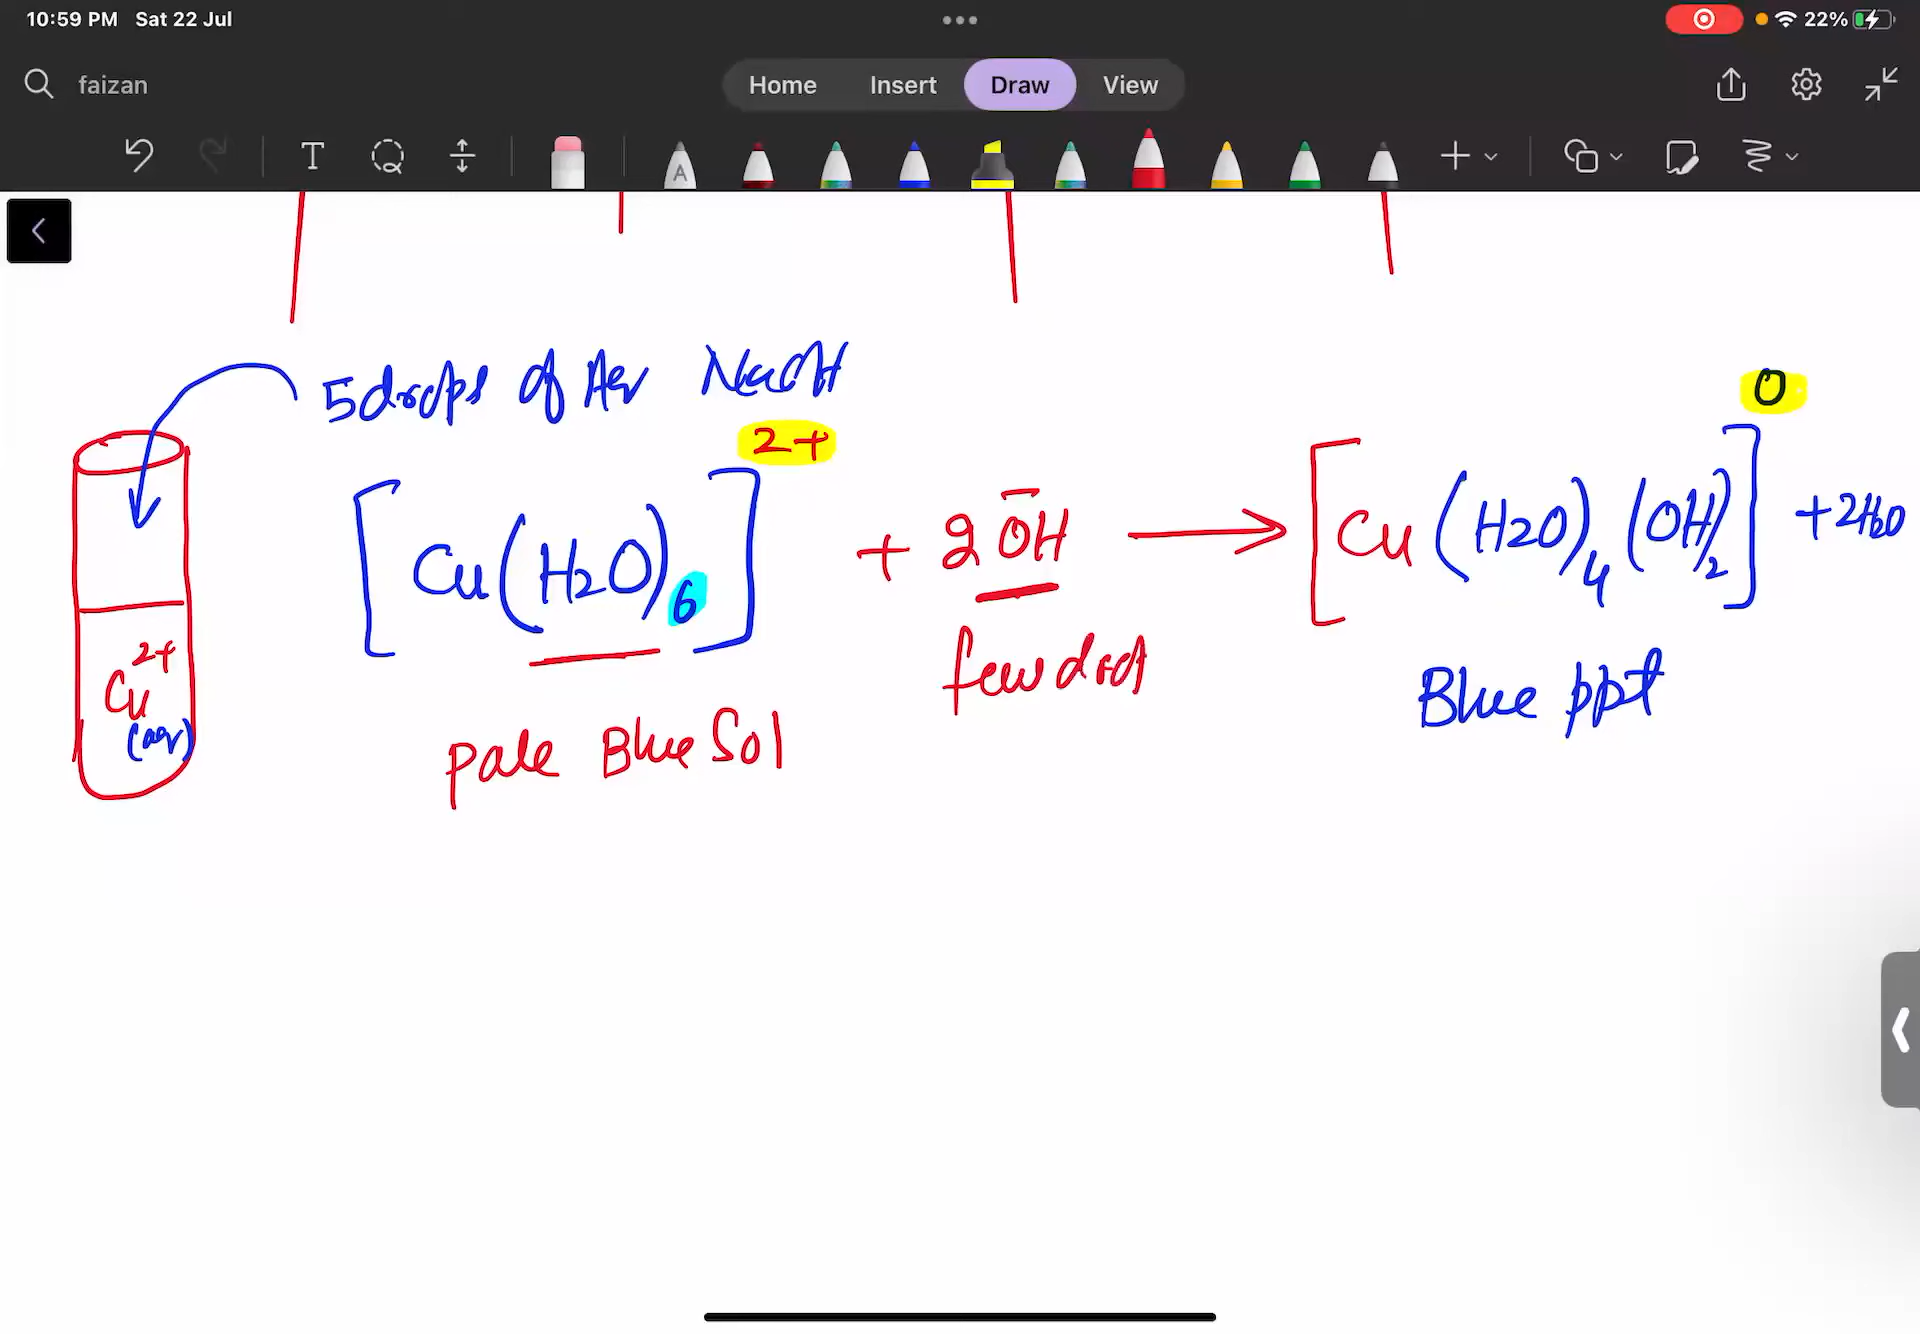 10:59 PM Sat 22 Jul
22%
faizan
Home Insert Draw View
T
A
5 drops of Aq NaOH
[Cu(H2O)6]2+ + 2 OH- → [Cu(H2O)4(OH)2]0 + 2H2O
few drop
Blue ppt
pale Blue Sol
Cu2+
(aq)